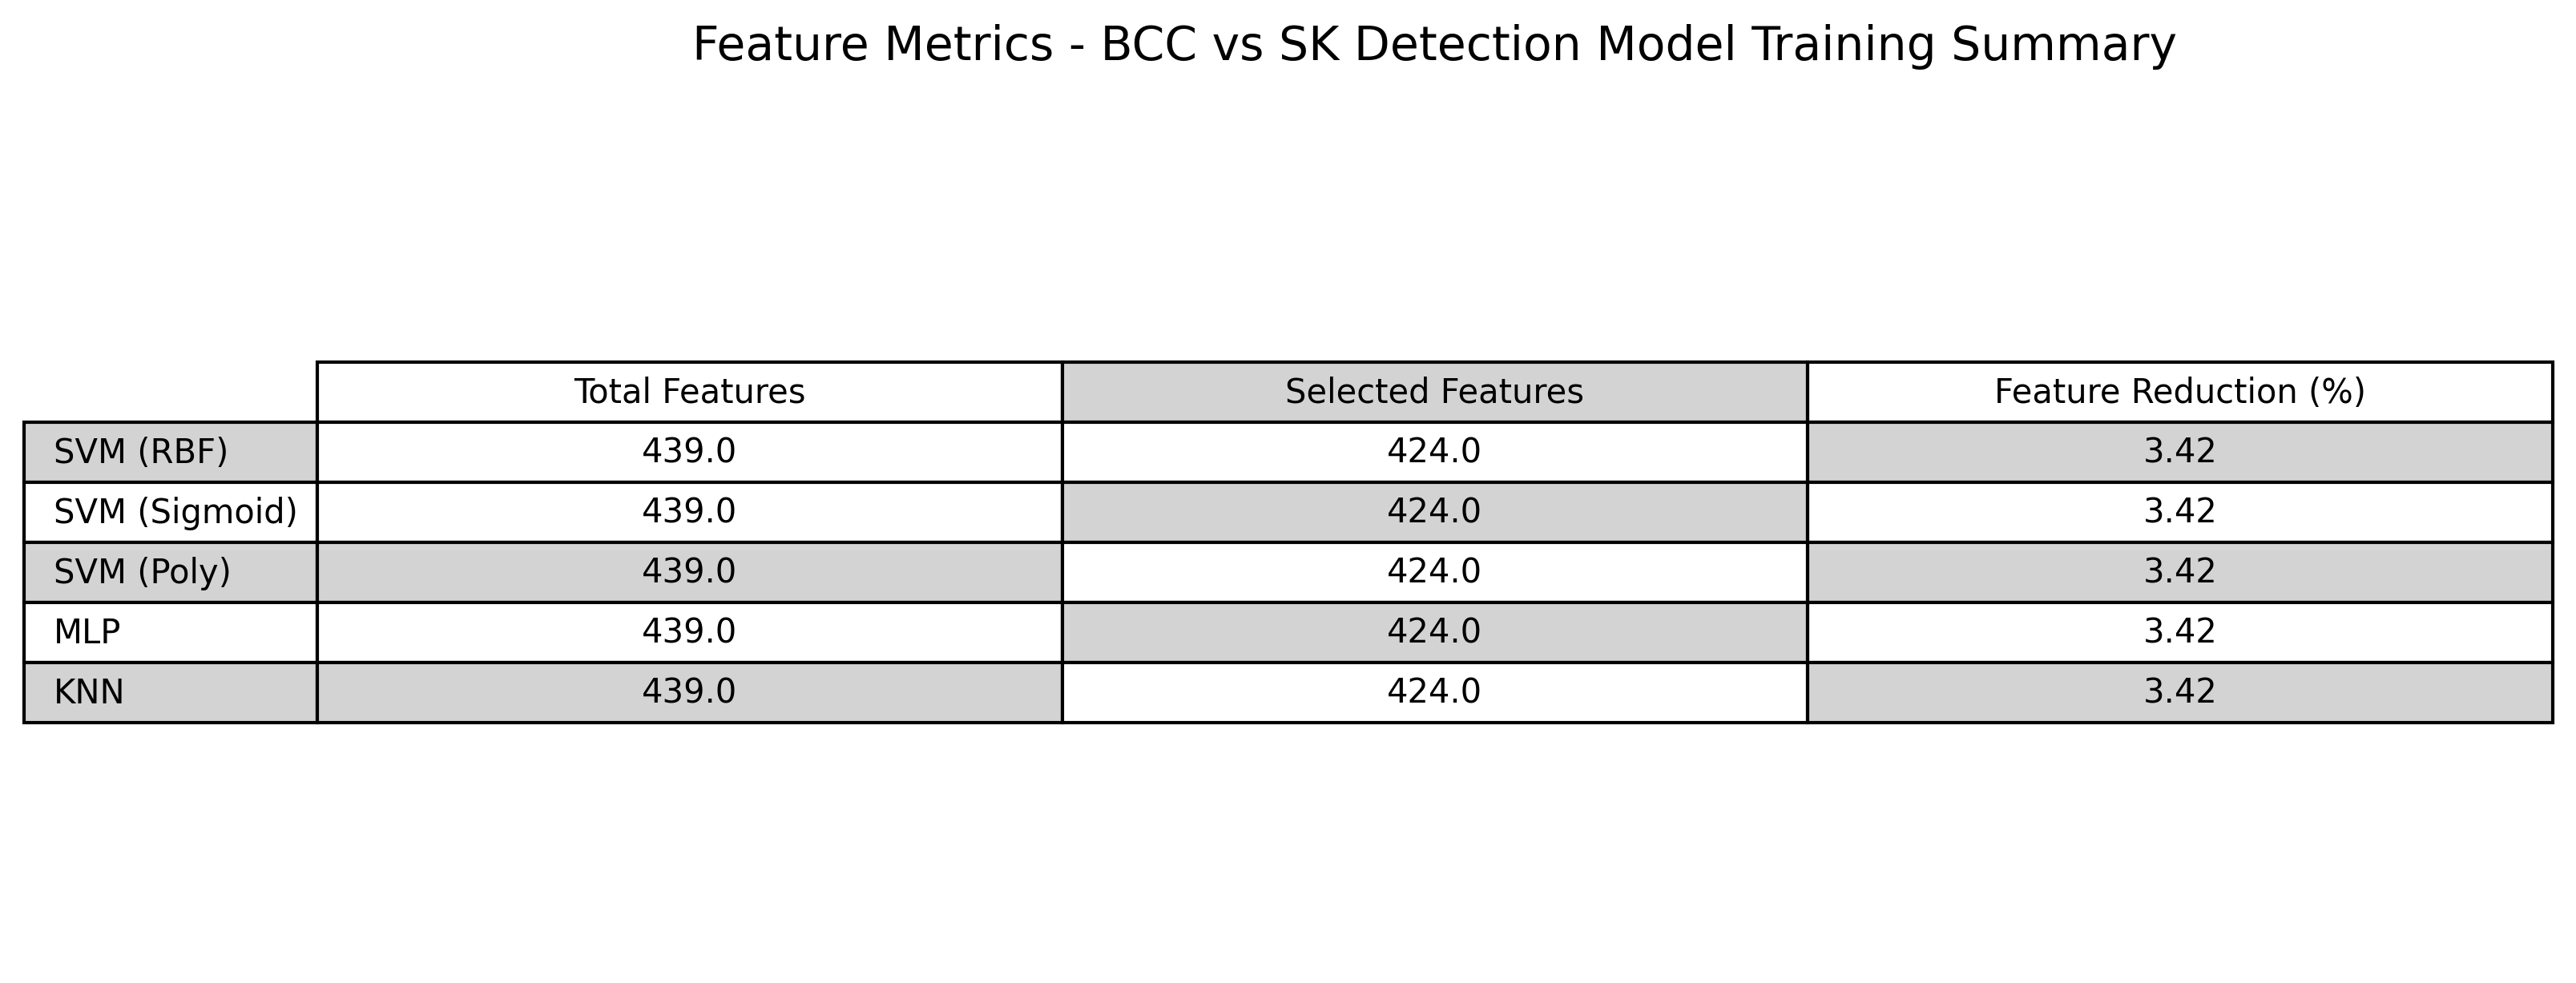 Feature Metrics - BCC vs SK Detection Model Training Summary
Total Features Selected Features Feature Reduction (%)
SVM (RBF) 439.0 424.0 3.42
SVM (Sigmoid) 439.0 424.0 3.42
SVM (Poly) 439.0 424.0 3.42
MLP 439.0 424.0 3.42
KNN 439.0 424.0 3.42